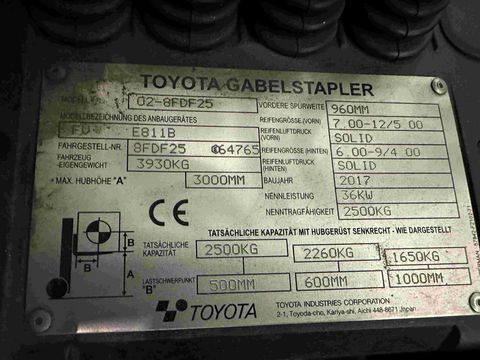 TOYOTA GABELSTAPLER
MODELL 02-8FDF25 VORDERE SPURWEITE 960MM
MODELBEZEICHNUNG DES ANBAUGERÄTES REIFENGRÖSSE (VORN) 7.00-12/5.00
FV E811B REIFENLUFTDRUCK (VORN) SOLID
FAHRGESTELL-NR. 8FDF25 64765 REIFENGRÖSSE (HINTEN) 6.00-9/4.00
FAHRZEUG -EIGENGEWICHT 3930KG REIFENLUFTDRUCK (HINTEN) SOLID
MAX. HUBHÖHE "A" 3000MM BAUJAHR 2017
NENNLEISTUNG 36KW
CE NENNTRAGFÄHIGKEIT 2500KG
TATSÄCHLICHE KAPAZITÄT MIT HUBGERÜST SENKRECHT - WIE DARGESTELLT
B
B A
TATSÄCHLICHE KAPAZITÄT 2500KG 2260KG 1650KG
LASTSCHWERPUNKT "B" 500MM 600MM 1000MM
TOYOTA TOYOTA INDUSTRIES CORPORATION
2-1, Toyoda-cho, Kariya-shi, Aichi 448-8671 Japan